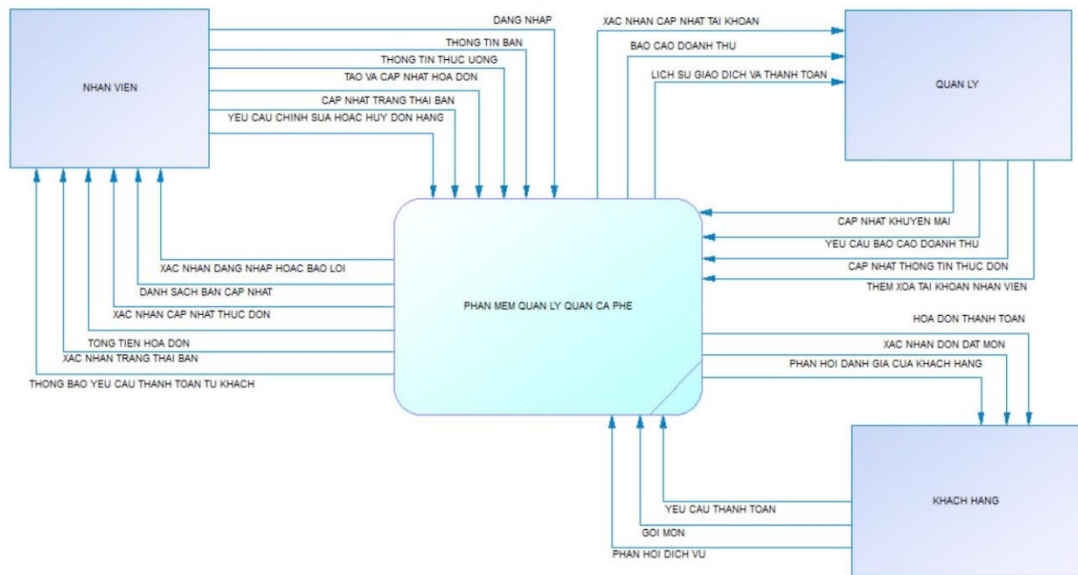 DANG NHAP
THONG TIN BAN
THONG TIN THUC UONG
TAO VA CAP NHAT HOA DON
CAP NHAT TRANG THAI BAN
YEU CAU CHINH SUA HOAC HUY DON HANG
NHAN VIEN
XAC NHAN CAP NHAT TAI KHOAN
BAO CAO DOANH THU
LICH SU GIAO DICH VA THANH TOAN
QUAN LY
CAP NHAT KHUYEN MAI
YEU CAU BAO CAO DOANH THU
CAP NHAT THONG TIN THUC DON
THEM XOA TAI KHOAN NHAN VIEN
XAC NHAN DANG NHAP HOAC BAO LOI
DANH SACH BAN CAP NHAT
XAC NHAN CAP NHAT THUC DON
TONG TIEN HOA DON
XAC NHAN TRANG THAI BAN
THONG BAO YEU CAU THANH TOAN TU KHACH
PHAN MEM QUAN LY QUAN CA PHE
HOA DON THANH TOAN
XAC NHAN DON DAT MON
PHAN HOI DANH GIA CUA KHACH HANG
KHACH HANG
YEU CAU THANH TOAN
GOI MON
PHAN HOI DICH VU